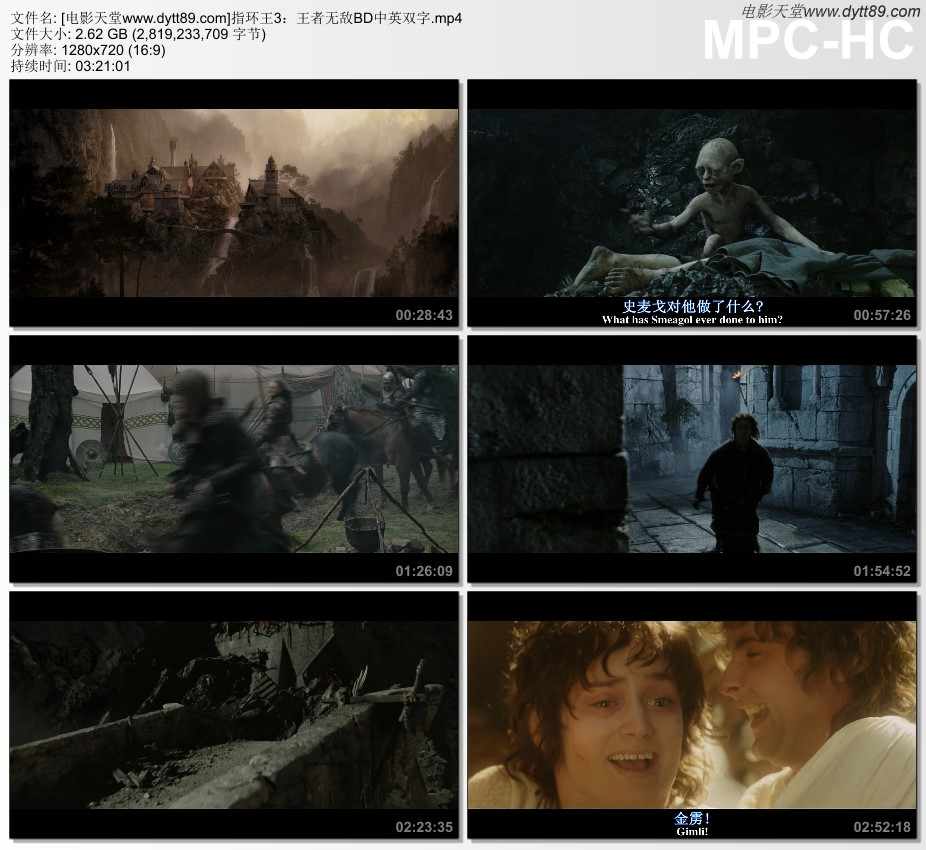 文件名: [电影天堂www.dytt89.com]指环王3：王者无敌BD中英双字.mp4
电影天堂www.dytt89.com
文件大小: 2.62 GB (2,819,233,709 字节)
MPC-HC
分辨率: 1280x720 (16:9)
持续时间: 03:21:01
00:28:43
史麦戈对他做了什么?
What has Smeagol ever done to him?
00:57:26
01:26:09
01:54:52
02:23:35
金雳!
Gimli!
02:52:18